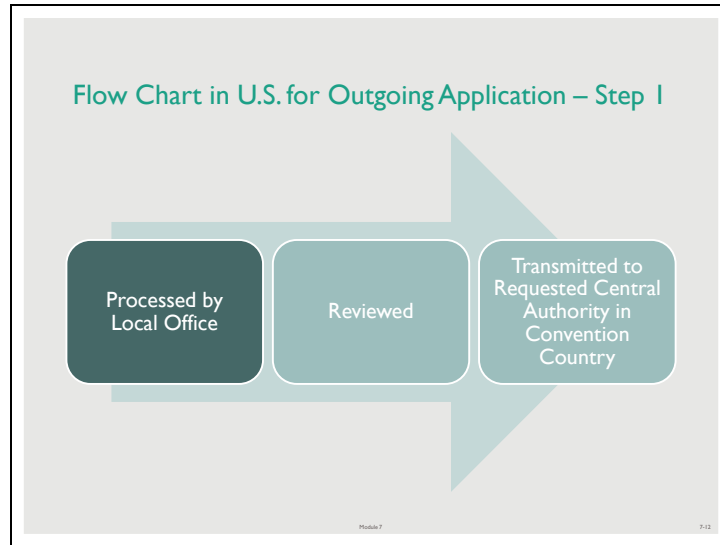 Flow Chart in U.S. for Outgoing Application – Step 1
Processed by
Local Office
Reviewed
Transmitted to
Requested Central
Authority in
Convention
Country
Module 7
7-12